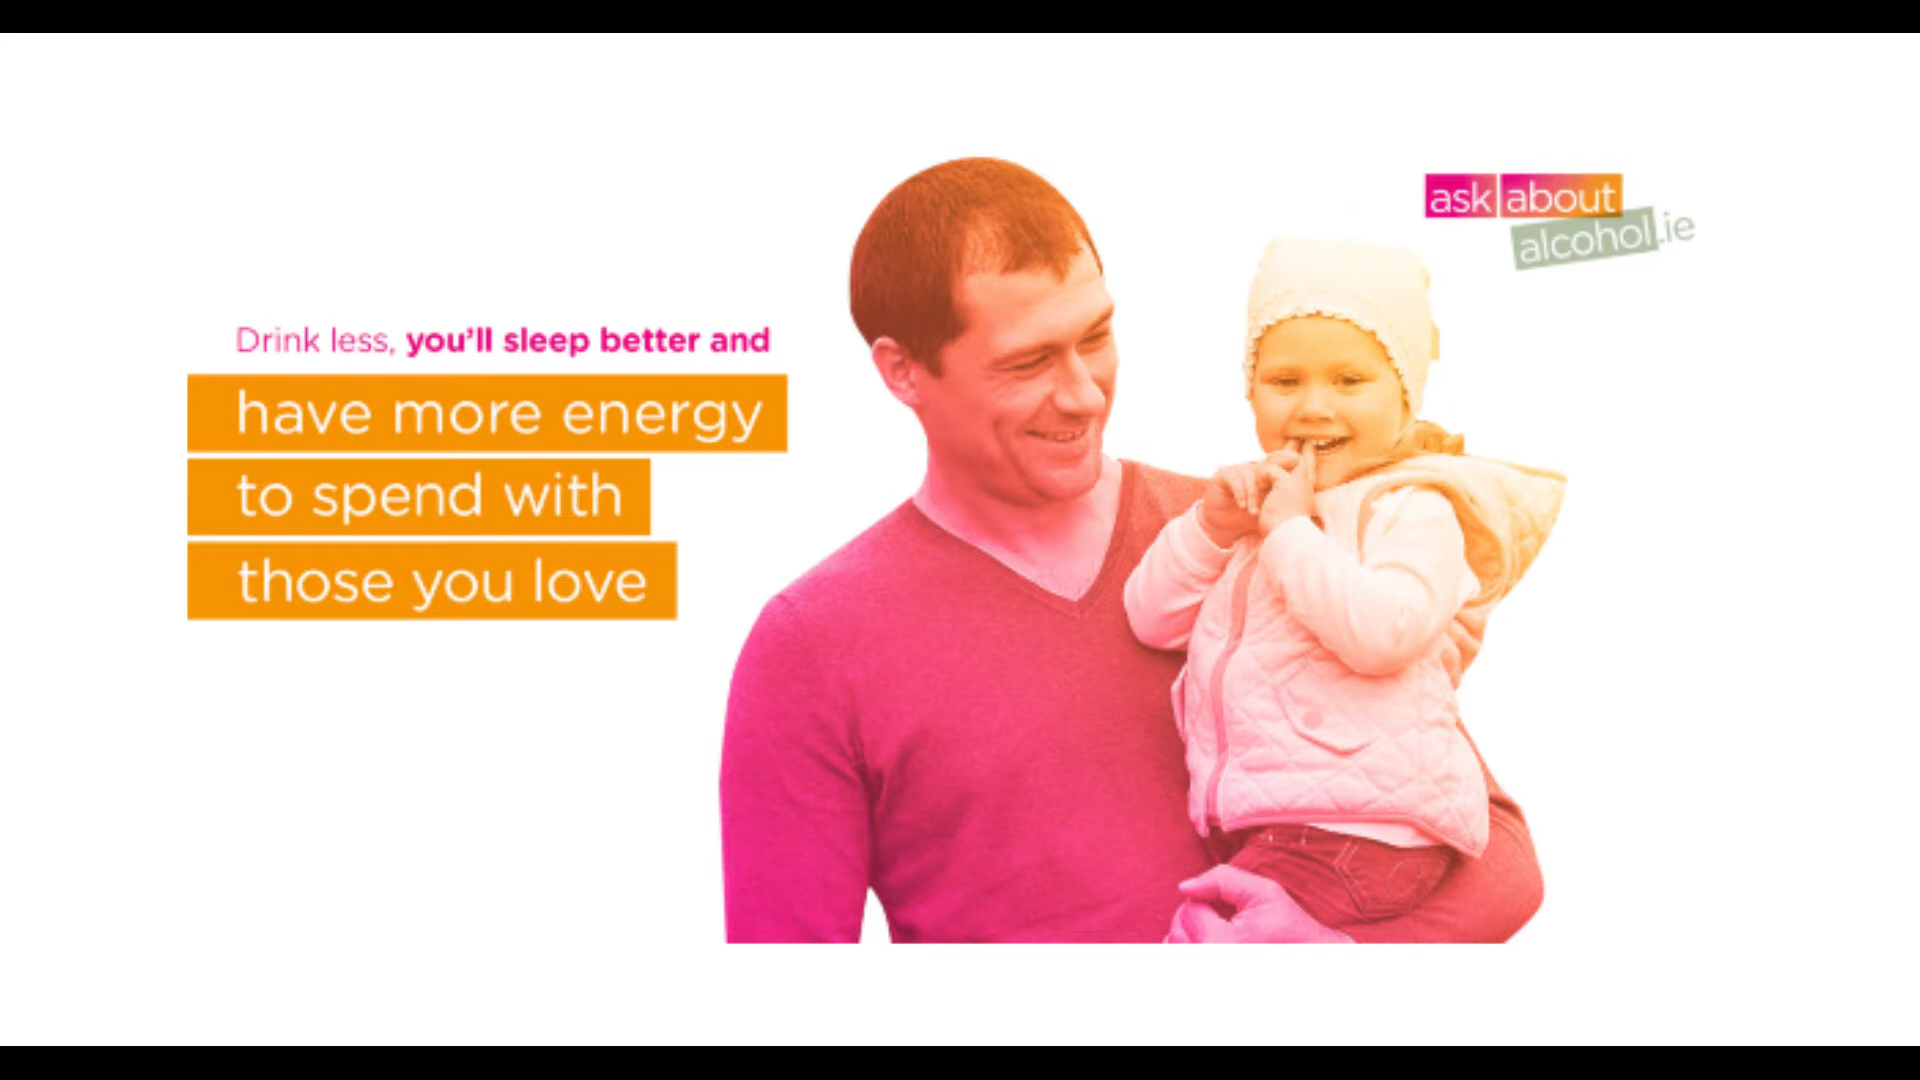 ask about
alcohol.ie
Drink less, you'll sleep better and
have more energy
to spend with
those you love